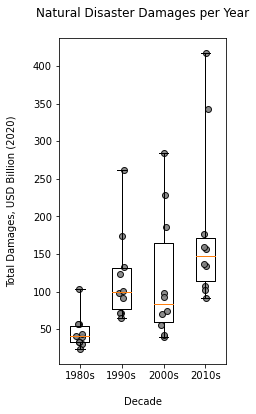 Natural Disaster Damages per Year
Total Damages, USD Billion (2020)
400
350
300
250
200
150
100
50
1980s 1990s 2000s 2010s
Decade